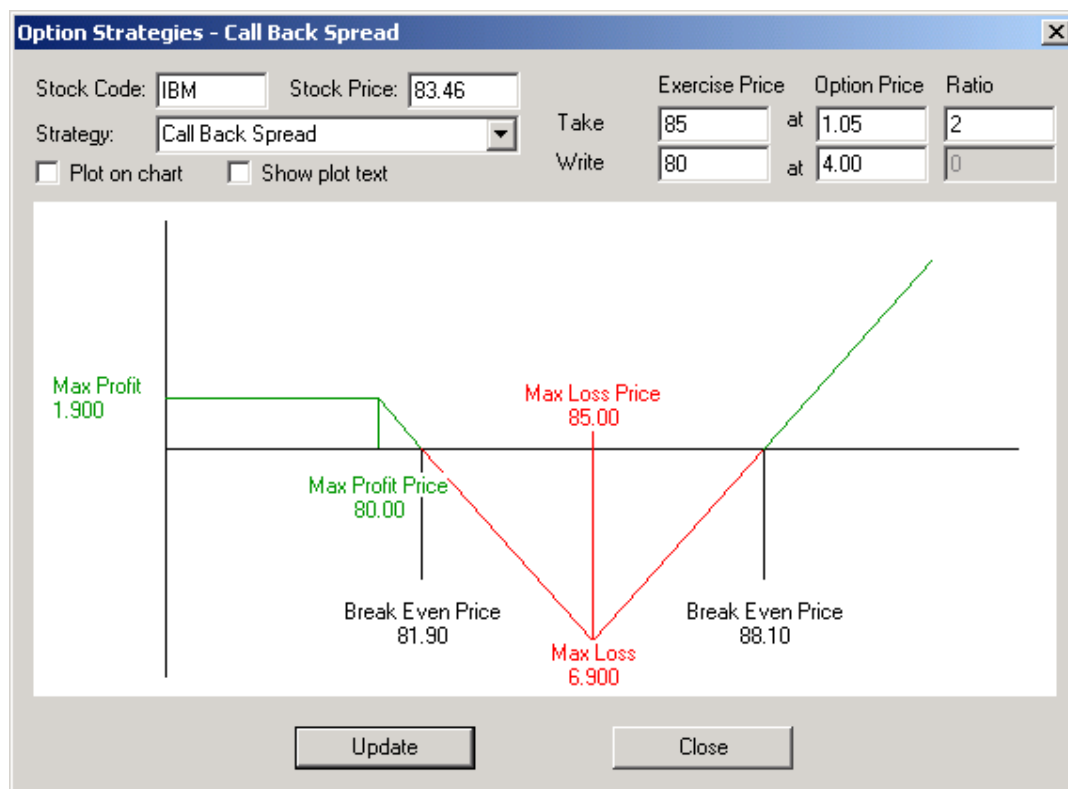 Option Strategies - Call Back Spread
Exercise Price Option Price Ratio
Stock Code: IBM Stock Price: 83.46
Take 85 at 1.05 2
Strategy: Call Back Spread
Write 80 at 4.00 0
Plot on chart Show plot text
Max Profit
1.900
Max Loss Price
85.00
Max Profit Price
80.00
Break Even Price
81.90
Break Even Price
88.10
Max Loss
6.900
Update Close